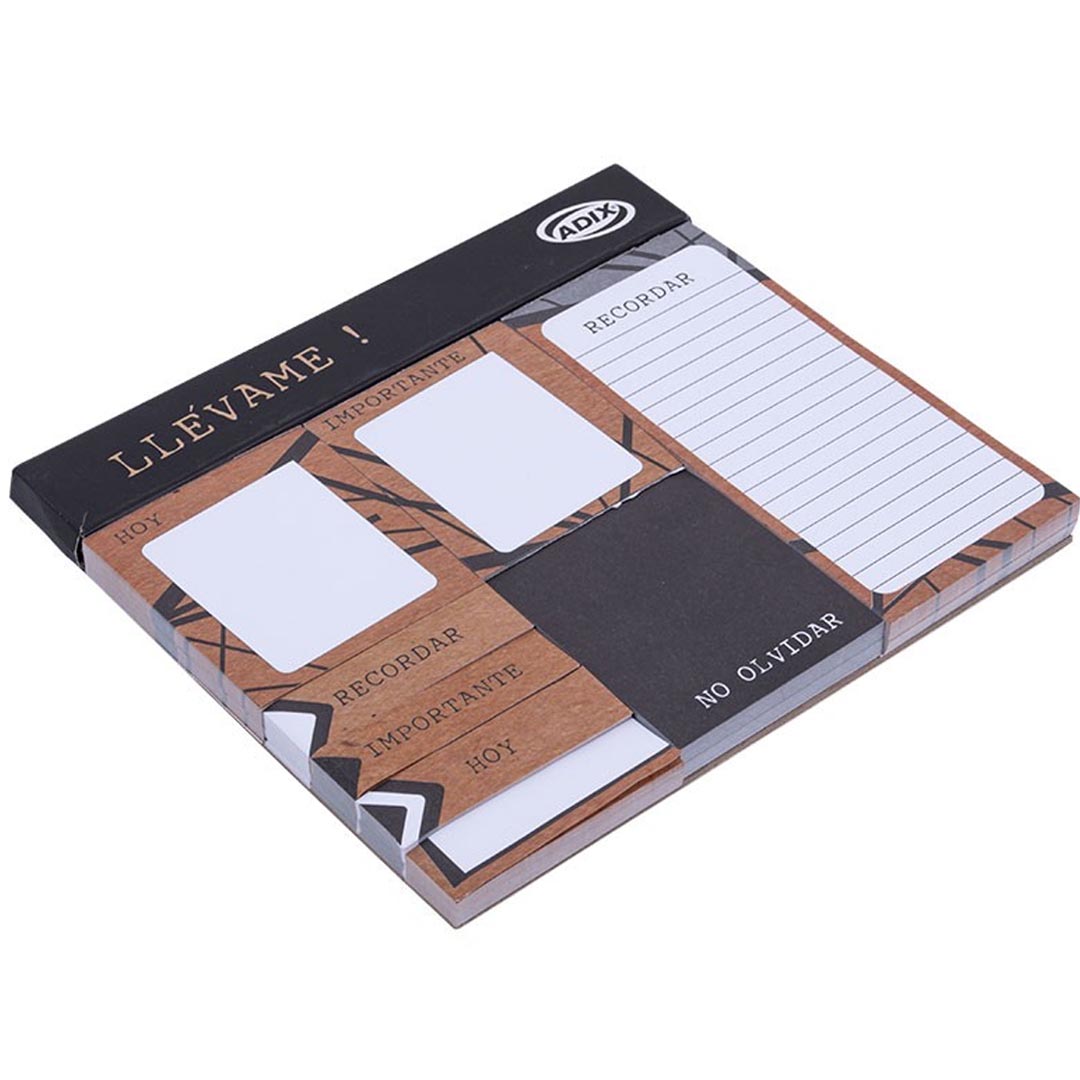 ADIX
LLÉVAME !
HOY
IMPORTANTE
RECORDAR
RECORDAR
IMPORTANTE
HOY
NO OLVIDAR